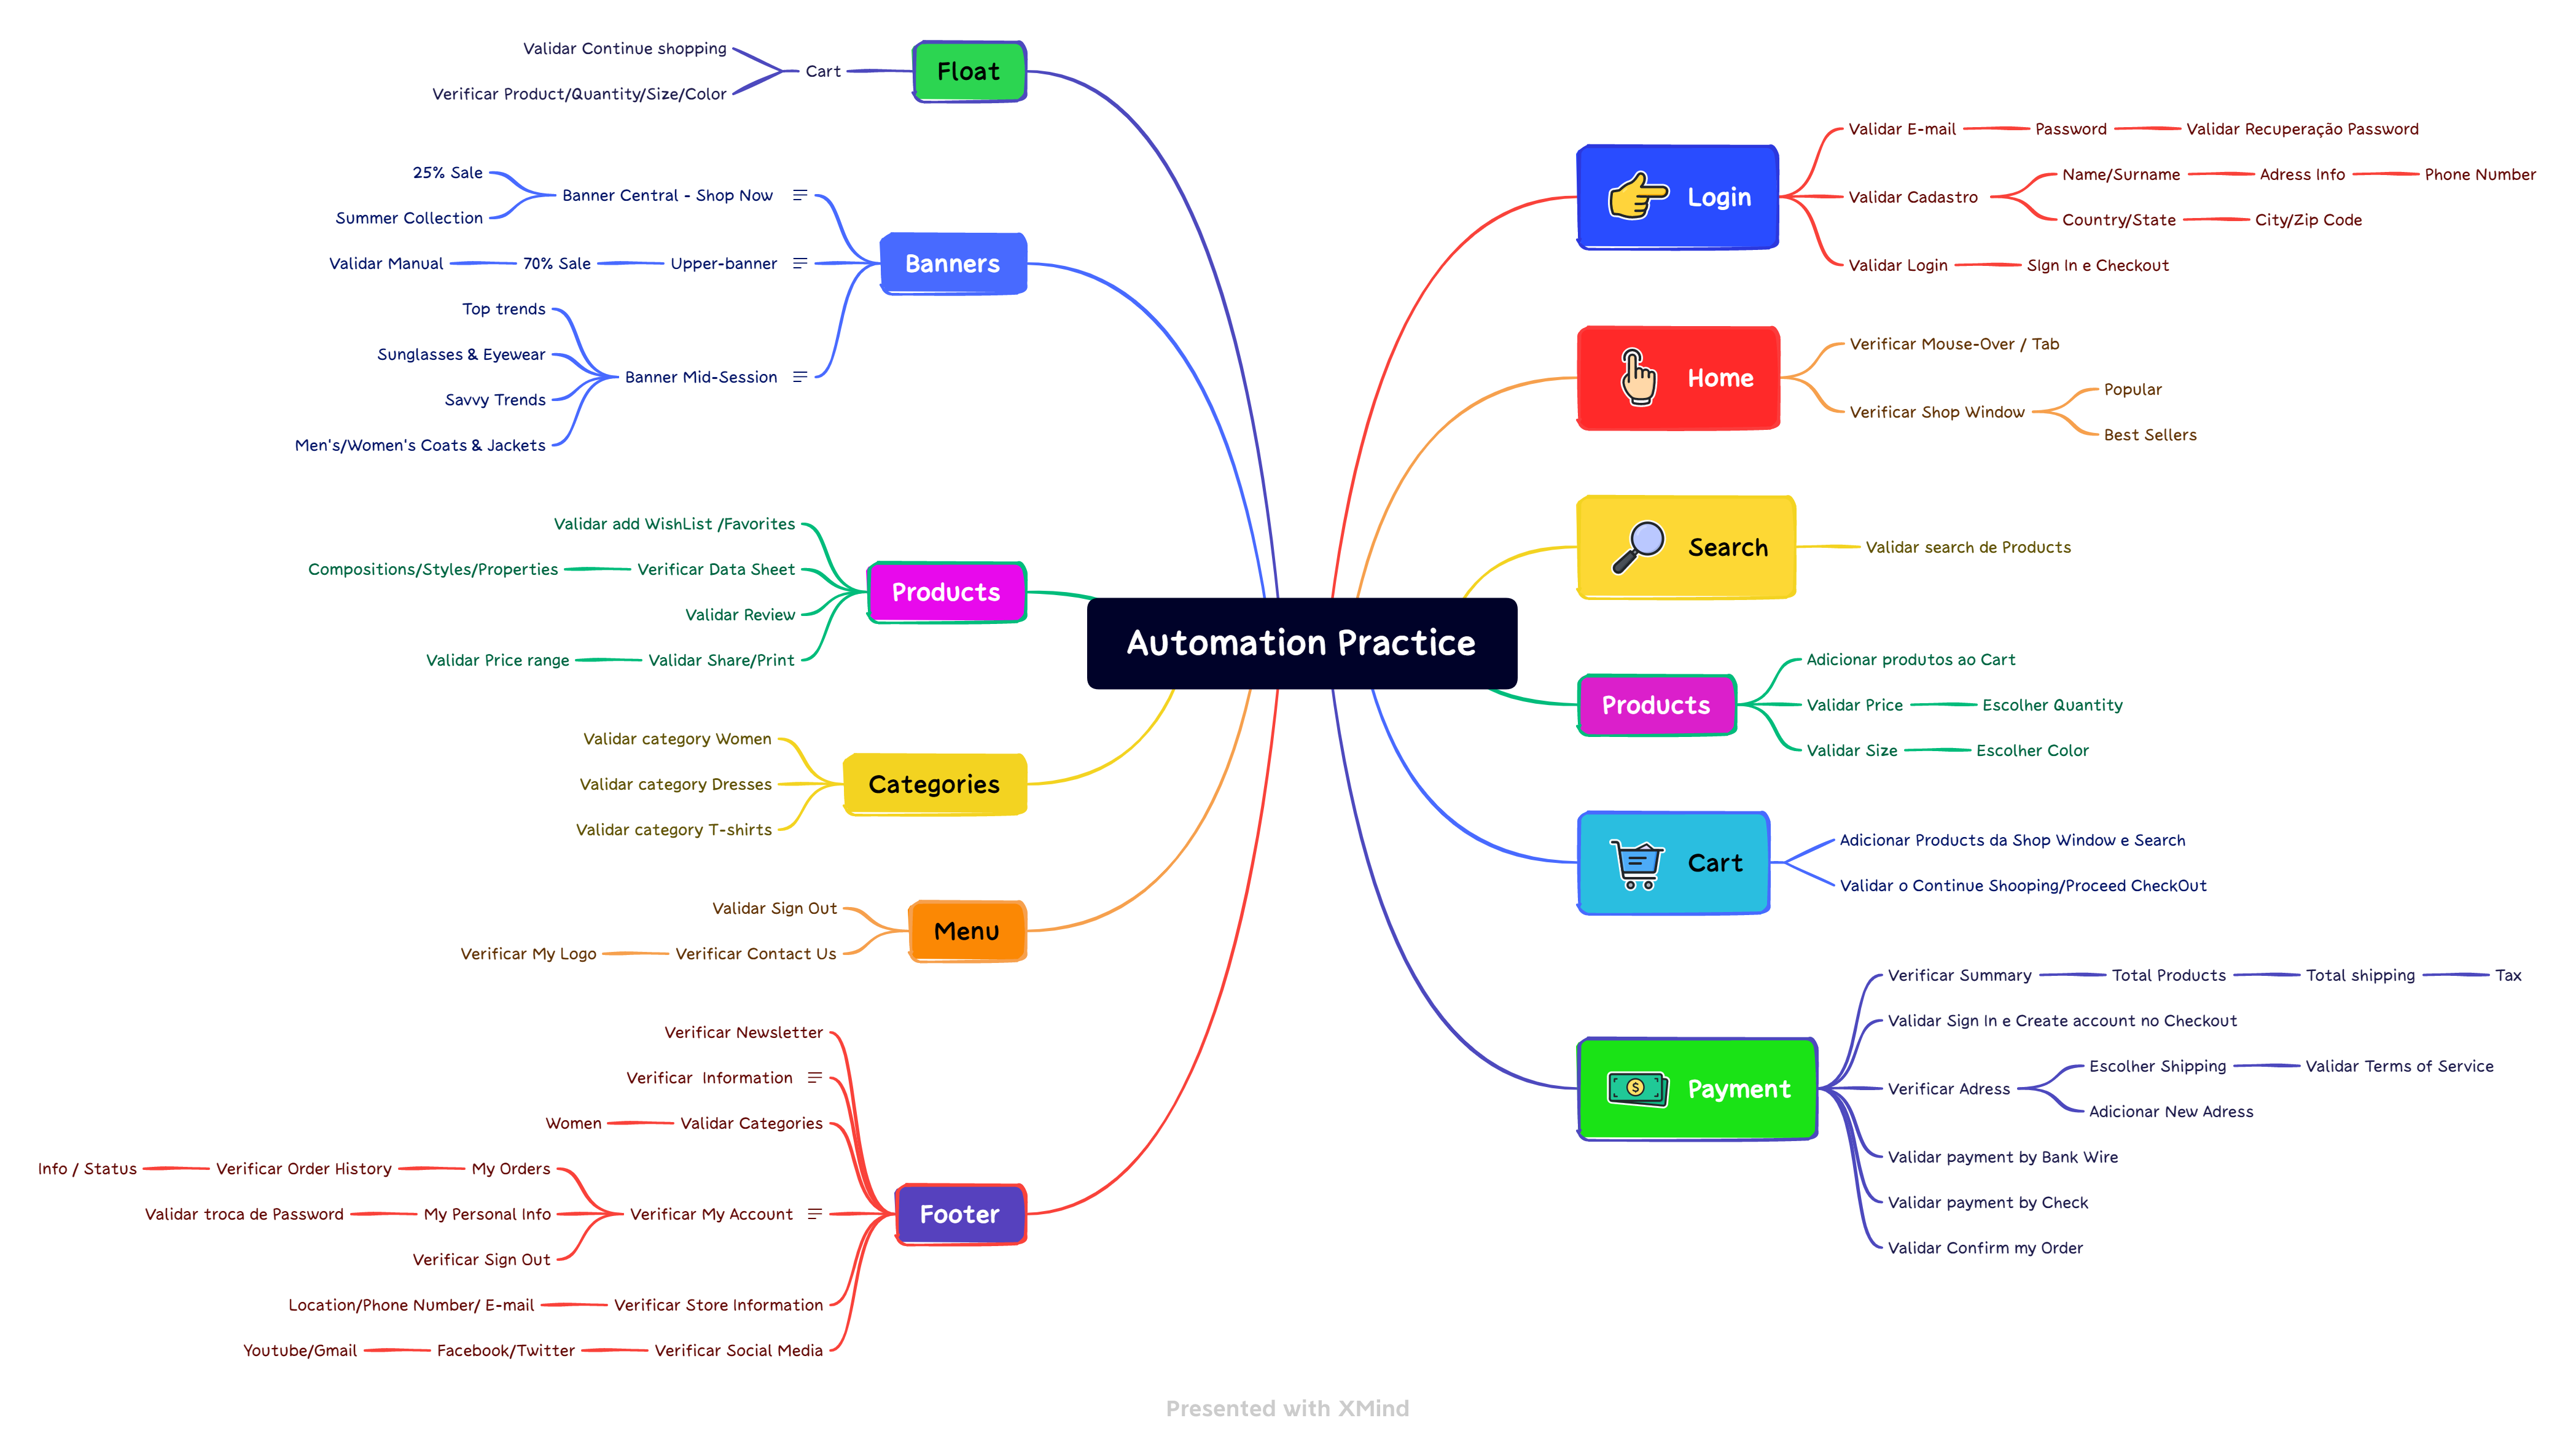 Automation Practice
Login
Validar E-mail
Password
Validar Recuperação Password
Validar Cadastro
Name/Surname
Adress Info
Phone Number
Country/State
City/Zip Code
Validar Login
SIgn In e Checkout
Home
Verificar Mouse-Over / Tab
Verificar Shop Window
Popular
Best Sellers
Search
Validar search de Products
Products
Adicionar produtos ao Cart
Validar Price
Escolher Quantity
Validar Size
Escolher Color
Cart
Adicionar Products da Shop Window e Search
Validar o Continue Shooping/Proceed CheckOut
Payment
Verificar Summary
Total Products
Total shipping
Tax
Validar Sign In e Create account no Checkout
Verificar Adress
Escolher Shipping
Validar Terms of Service
Adicionar New Adress
Validar payment by Bank Wire
Validar payment by Check
Validar Confirm my Order
Float
Cart
Validar Continue shopping
Verificar Product/Quantity/Size/Color
Banners
Banner Central - Shop Now
25% Sale
Summer Collection
Upper-banner
70% Sale
Validar Manual
Banner Mid-Session
Top trends
Sunglasses & Eyewear
Savvy Trends
Men's/Women's Coats & Jackets
Products
Validar add WishList /Favorites
Verificar Data Sheet
Compositions/Styles/Properties
Validar Review
Validar Share/Print
Validar Price range
Categories
Validar category Women
Validar category Dresses
Validar category T-shirts
Menu
Validar Sign Out
Verificar Contact Us
Verificar My Logo
Footer
Verificar Newsletter
Verificar  Information
Validar Categories
Women
Verificar My Account
My Orders
Verificar Order History
Info / Status
My Personal Info
Validar troca de Password
Verificar Sign Out
Verificar Store Information
Location/Phone Number/ E-mail
Verificar Social Media
Facebook/Twitter
Youtube/Gmail
Presented with XMind